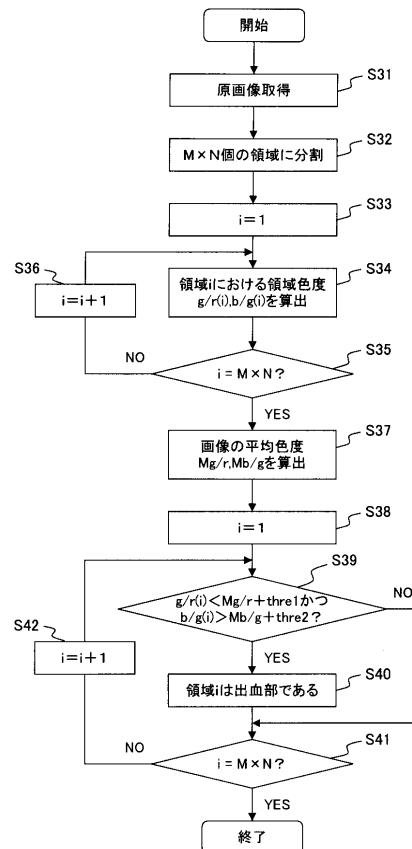 開始
S31
原画像取得
S32
M×N個の領域に分割
S33
i=1
S36
S34
i=i+1
領域iにおける領域色度
g/r(i),b/g(i)を算出
S35
NO
i=M×N?
YES
S37
画像の平均色度
Mg/r,Mb/gを算出
S38
i=1
S39
g/r(i)<Mg/r+thre1かつ
b/g(i)>Mb/g+thre2?
NO
S42
i=i+1
YES
S40
領域iは出血部である
S41
NO
i=M×N?
YES
終了